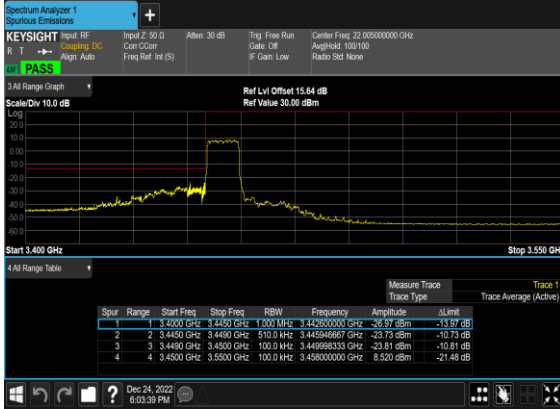 Spectrum Analyzer 1
Spurious Emissions
+
KEYSIGHT Input: RF Input Z: 50 Ω Atten: 30 dB Trig: Free Run Center Freq: 22.005000000 GHz
R T Coupling: DC Corr CCorr Gate: Off Avg|Hold: 100/100
Align: Auto Freq Ref: Int (S) IF Gain: Low Radio Std: None
PASS
3 All Range Graph
Ref Lvl Offset 15.64 dB
Scale/Div 10.0 dB Ref Value 30.00 dBm
Log
20.0
10.0
0.00
-10.0
-20.0
-30.0
-40.0
-50.0
-60.0
Start 3.400 GHz Stop 3.550 GH
4 All Range Table
Measure Trace Trace 1
Trace Type Trace Average (Active)
Spur Range Start Freq Stop Freq RBW Frequency Amplitude ΔLimit
1 1 3.4000 GHz 3.4450 GHz 1.000 MHz 3.442600000 GHz -26.97 dBm -13.97 dB
2 2 3.4450 GHz 3.4490 GHz 510.0 kHz 3.445946667 GHz -23.73 dBm -10.73 dB
3 3 3.4490 GHz 3.4500 GHz 100.0 kHz 3.449998333 GHz -23.81 dBm -10.81 dB
4 4 3.4500 GHz 3.5500 GHz 100.0 kHz 3.458000000 GHz 8.520 dBm -21.48 dB
? Dec 24, 2022
6:03:39 PM